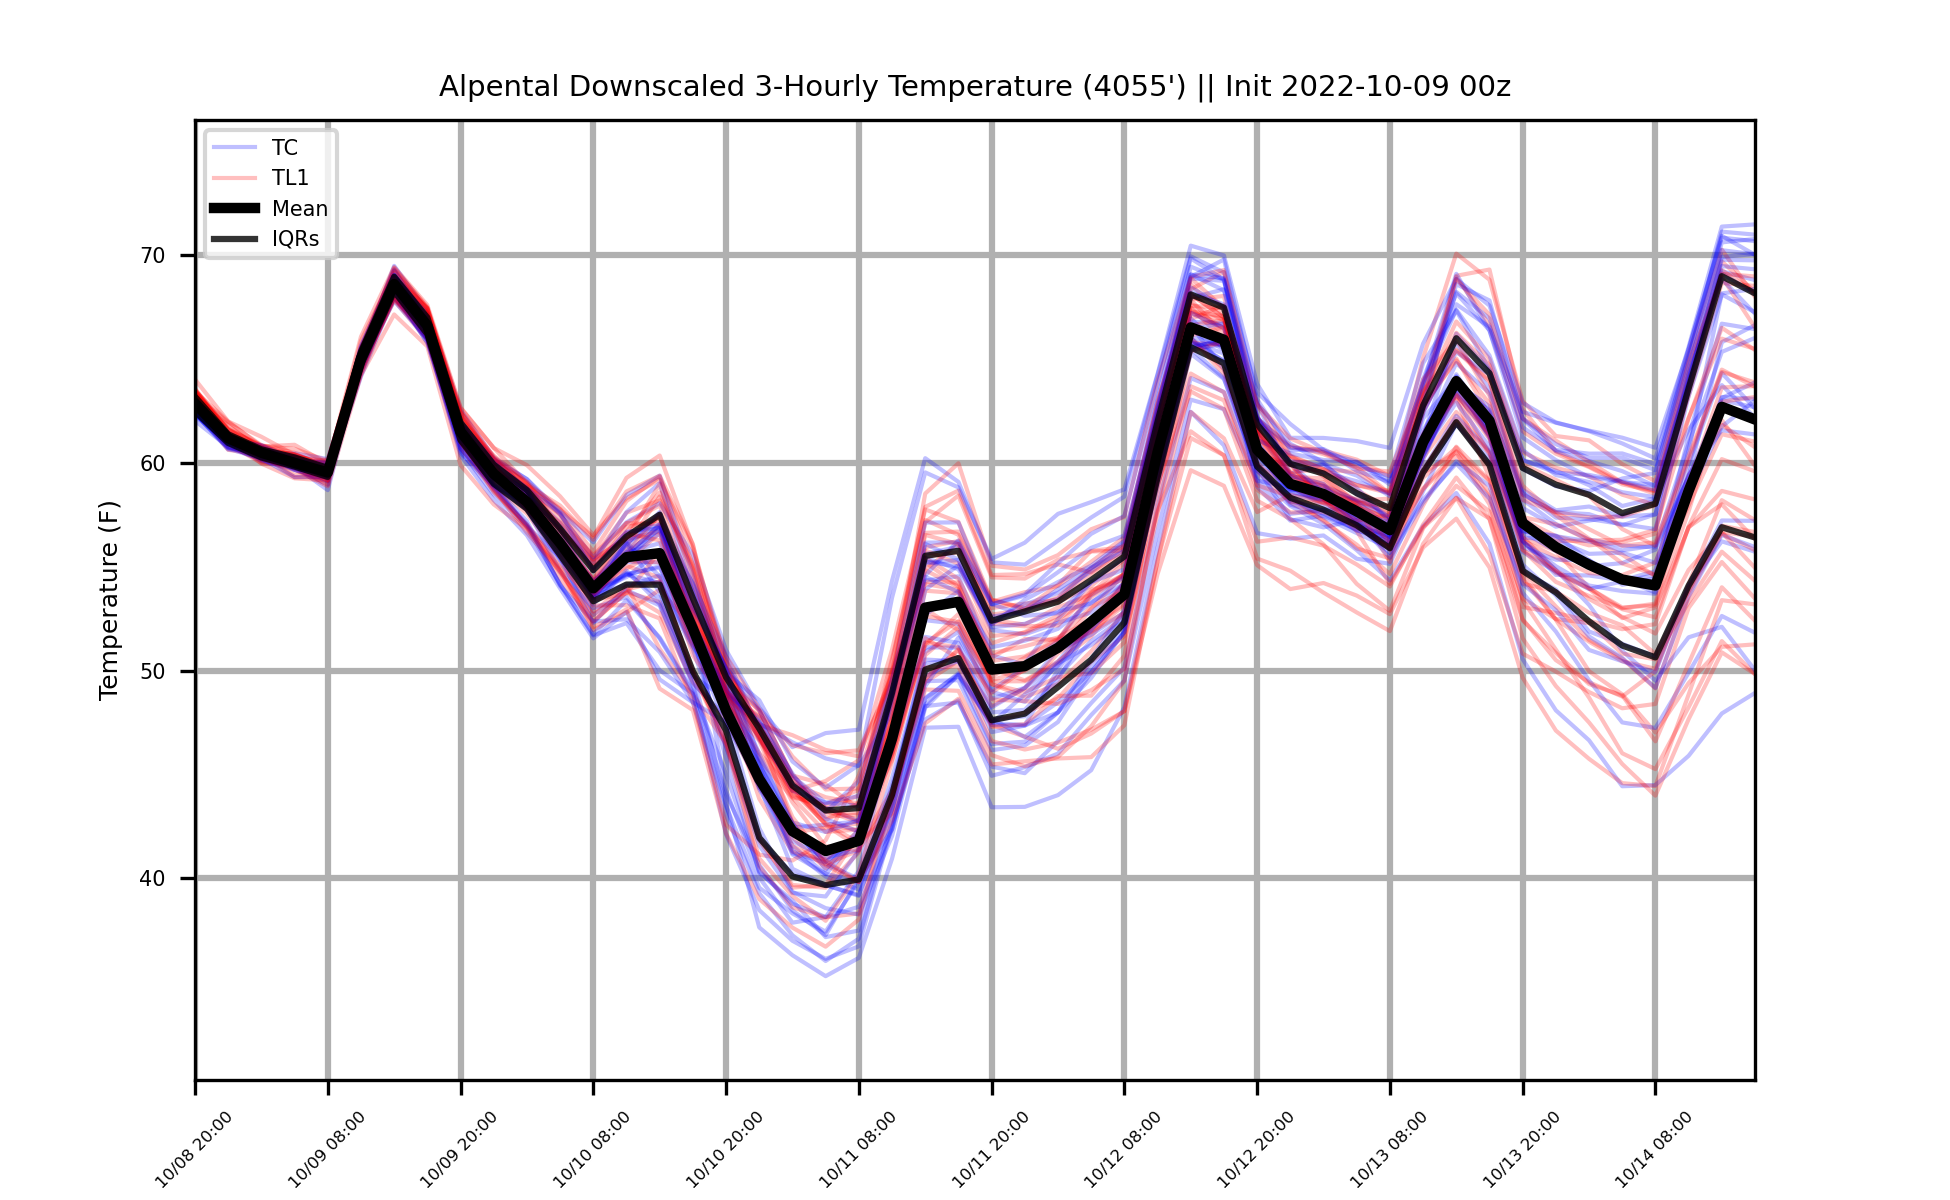 Alpental Downscaled 3-Hourly Temperature (4055') || Init 2022-10-09 00z
TC
TL1
Mean
IQRs
Temperature (F)
70
60
50
40
10/08 20:00
10/09 08:00
10/09 20:00
10/10 08:00
10/10 20:00
10/11 08:00
10/11 20:00
10/12 08:00
10/12 20:00
10/13 08:00
10/13 20:00
10/14 08:00